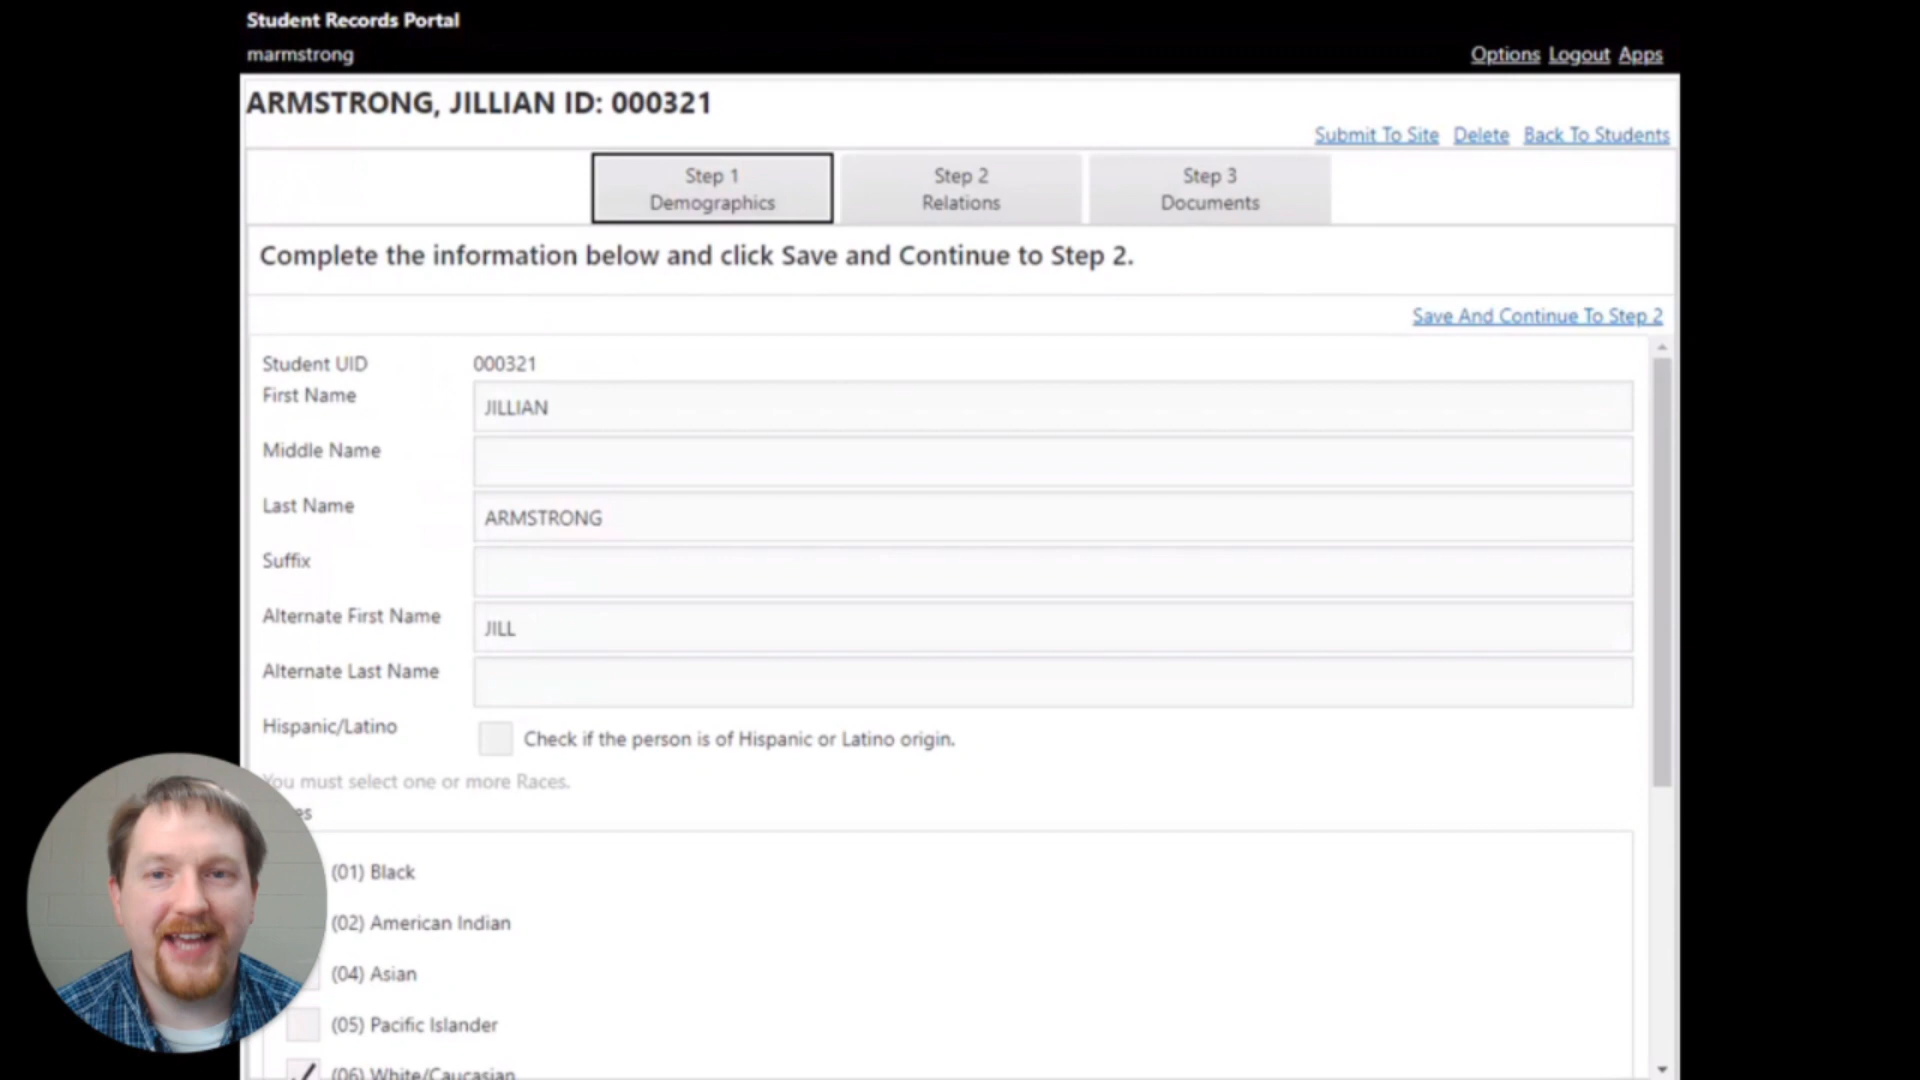 Student Records Portal
marmstrong
Options Logout Apps
ARMSTRONG, JILLIAN ID: 000321
Submit To Site Delete Back To Students
Step 1
Demographics
Step 2
Relations
Step 3
Documents
Complete the information below and click Save and Continue to Step 2.
Save And Continue To Step 2
Student UID 000321
First Name JILLIAN
Middle Name
Last Name ARMSTRONG
Suffix
Alternate First Name JILL
Alternate Last Name
Hispanic/Latino Check if the person is of Hispanic or Latino origin.
You must select one or more Races.
(01) Black
(02) American Indian
(04) Asian
(05) Pacific Islander
(06) White/Caucasian